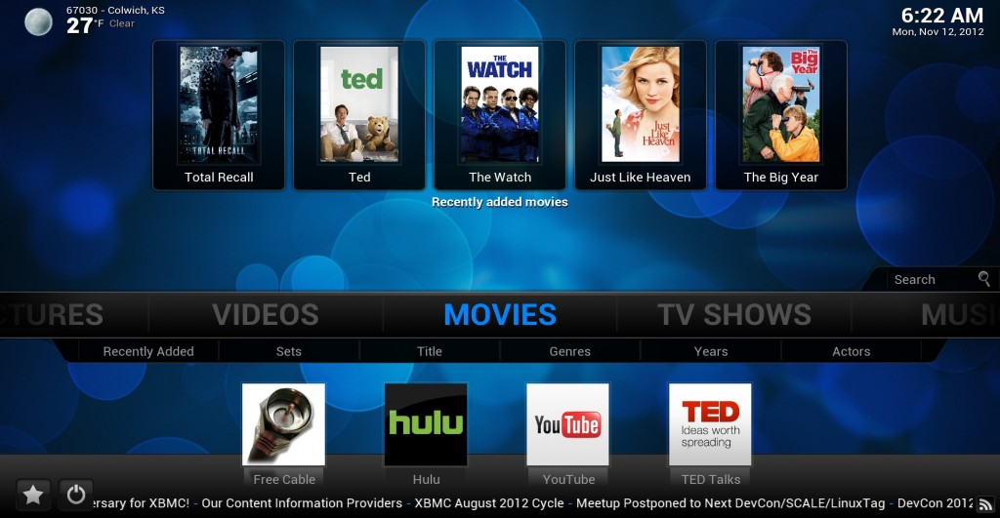 67030 - Colwich, KS
27°F Clear
6:22 AM
Mon, Nov 12, 2012
TOTAL RECALL
ted
THE WATCH
Just Like Heaven
The Big Year
Total Recall
Ted
The Watch
Just Like Heaven
The Big Year
Recently added movies
Search
CTURES
VIDEOS
MOVIES
TV SHOWS
MUSI
Recently Added
Sets
Title
Genres
Years
Actors
hulu
YouTube
TED
Ideas worth
spreading
Free Cable
Hulu
YouTube
TED Talks
ersary for XBMC! - Our Content Information Providers - XBMC August 2012 Cycle - Meetup Postponed to Next DevCon/SCALE/LinuxTag - DevCon 2012